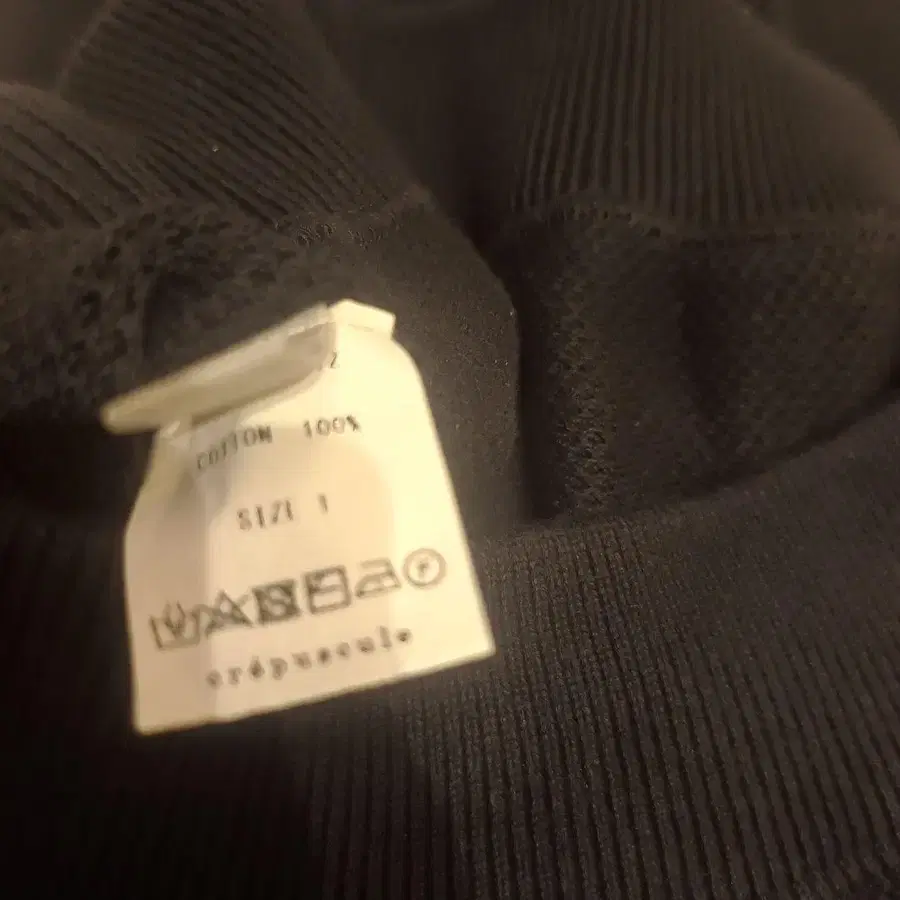 COTTON 100%
SIZE 1
crépuscule